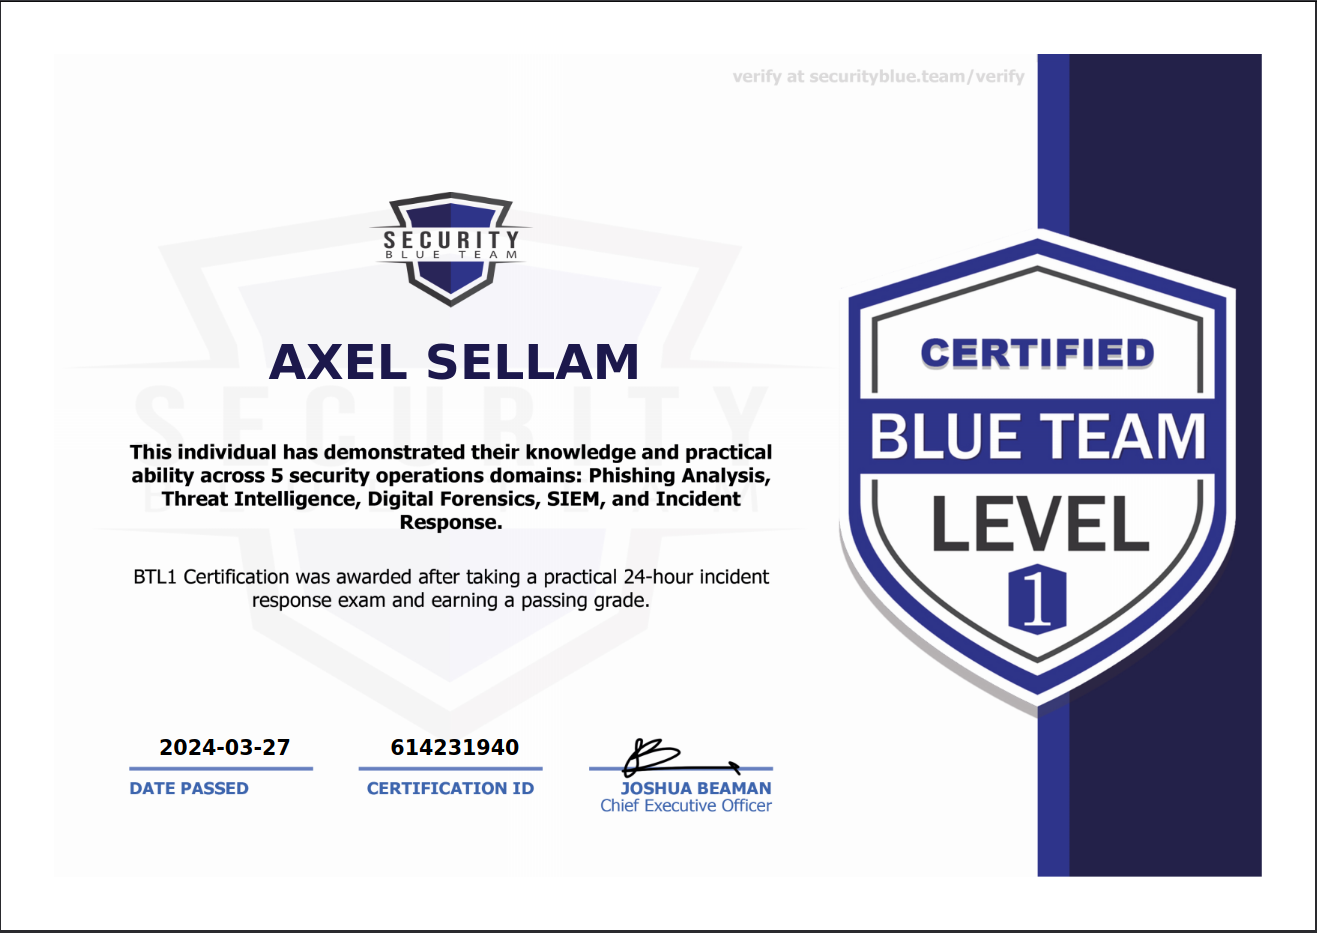 verify at securityblue.team/verify
SECURITY
BLUE TEAM
AXEL SELLAM
This individual has demonstrated their knowledge and practical
ability across 5 security operations domains: Phishing Analysis,
Threat Intelligence, Digital Forensics, SIEM, and Incident
Response.
BTL1 Certification was awarded after taking a practical 24-hour incident
response exam and earning a passing grade.
2024-03-27
DATE PASSED
614231940
CERTIFICATION ID
JOSHUA BEAMAN
Chief Executive Officer
CERTIFIED
BLUE TEAM
LEVEL
1
SECURITY
BLUE TEAM